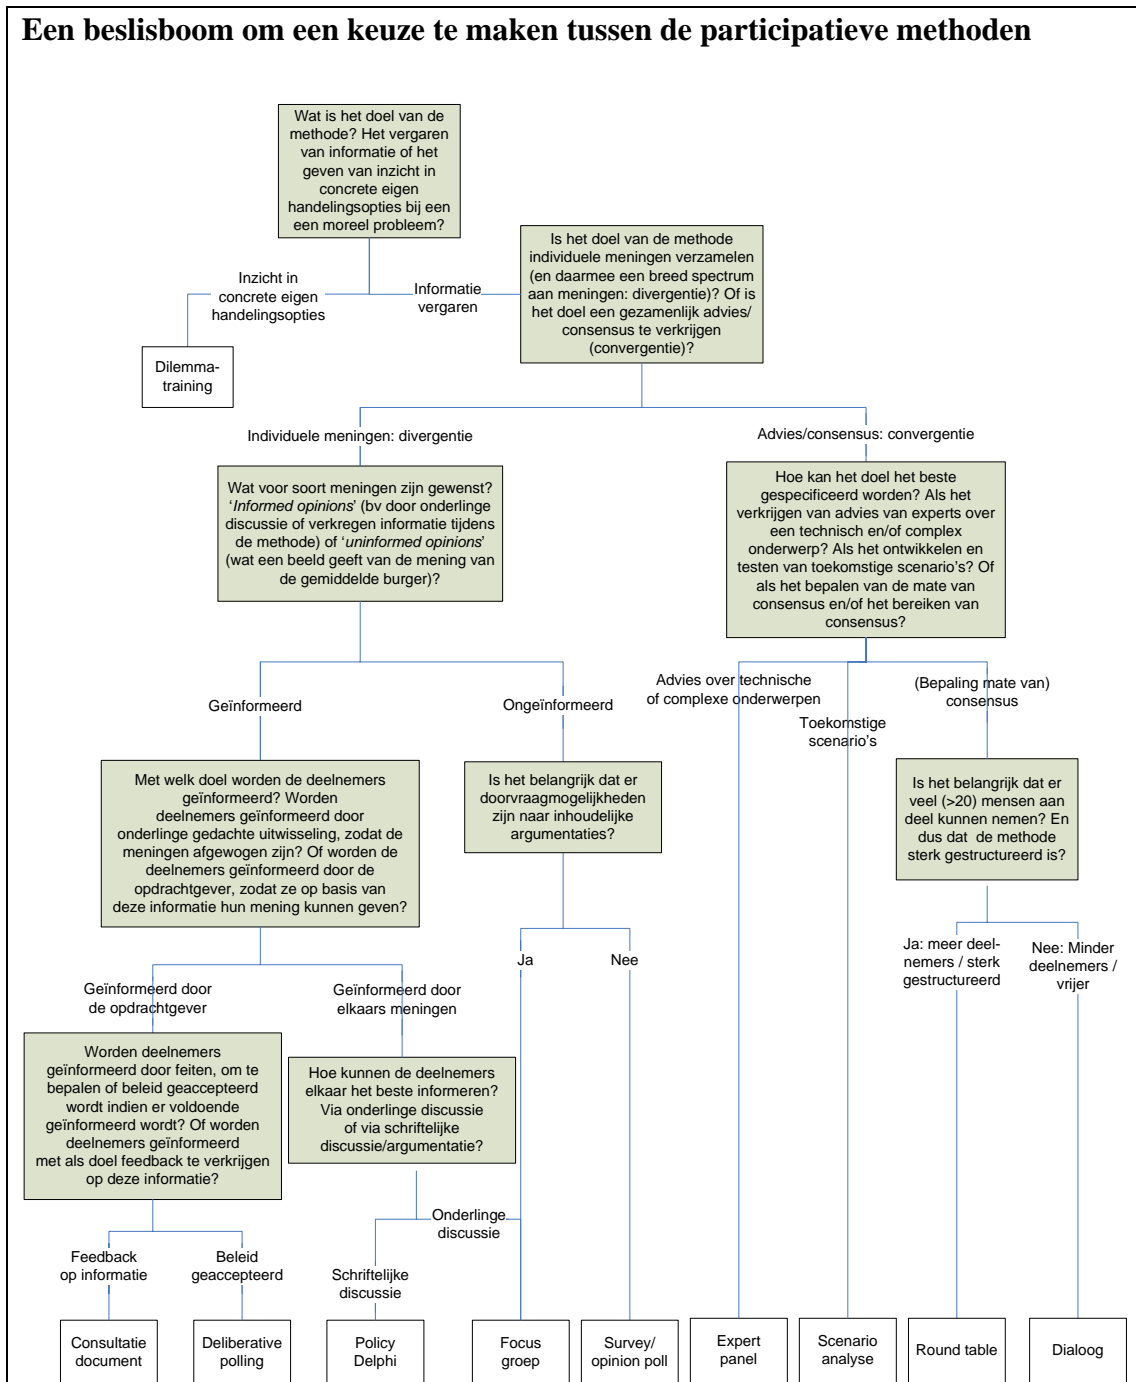 Een beslisboom om een keuze te maken tussen de participatieve methoden
Wat is het doel van de
methode? Het vergaren
van informatie of het
geven van inzicht in
concrete eigen
handelingsopties bij een
een moreel probleem?
Is het doel van de methode
individuele meningen verzamelen
(en daarmee een breed spectrum
aan meningen: divergentie)? Of is
het doel een gezamenlijk advies/
consensus te verkrijgen
(convergentie)?
Inzicht in
concrete eigen
handelingsopties
Informatie
vergaren
Dilemma-
training
Individuele meningen: divergentie
Advies/consensus: convergentie
Wat voor soort meningen zijn gewenst?
‘Informed opinions’ (bv door onderlinge
discussie of verkregen informatie tijdens
de methode) of ‘uninformed opinions’
(wat een beeld geeft van de mening van
de gemiddelde burger)?
Hoe kan het doel het beste
gespecificeerd worden? Als het
verkrijgen van advies van experts over
een technisch en/of complex
onderwerp? Als het ontwikkelen en
testen van toekomstige scenario’s? Of
als het bepalen van de mate van
consensus en/of het bereiken van
consensus?
Geïnformeerd
Ongeïnformeerd
Advies over technische
of complexe onderwerpen
Toekomstige
scenario’s
(Bepaling mate van)
consensus
Met welk doel worden de deelnemers
geïnformeerd? Worden
deelnemers geïnformeerd door
onderlinge gedachte uitwisseling, zodat de
meningen afgewogen zijn? Of worden de
deelnemers geïnformeerd door de
opdrachtgever, zodat ze op basis van
deze informatie hun mening kunnen geven?
Is het belangrijk dat er
doorvraagmogelijkheden
zijn naar inhoudelijke
argumentaties?
Is het belangrijk dat er
veel (>20) mensen aan
deel kunnen nemen? En
dus dat de methode
sterk gestructureerd is?
Geïnformeerd door
de opdrachtgever
Geïnformeerd door
elkaars meningen
Ja
Nee
Ja: meer deel-
nemers / sterk
gestructureerd
Nee: Minder
deelnemers /
vrijer
Worden deelnemers
geïnformeerd door feiten, om te
bepalen of beleid geaccepteerd
wordt indien er voldoende
geïnformeerd wordt? Of worden
deelnemers geïnformeerd
met als doel feedback te verkrijgen
op deze informatie?
Hoe kunnen de deelnemers
elkaar het beste informeren?
Via onderlinge discussie
of via schriftelijke
discussie/argumentatie?
Feedback
op informatie
Beleid
geaccepteerd
Schriftelijke
discussie
Onderlinge
discussie
Consultatie
document
Deliberative
polling
Policy
Delphi
Focus
groep
Survey/
opinion poll
Expert
panel
Scenario
analyse
Round table
Dialoog